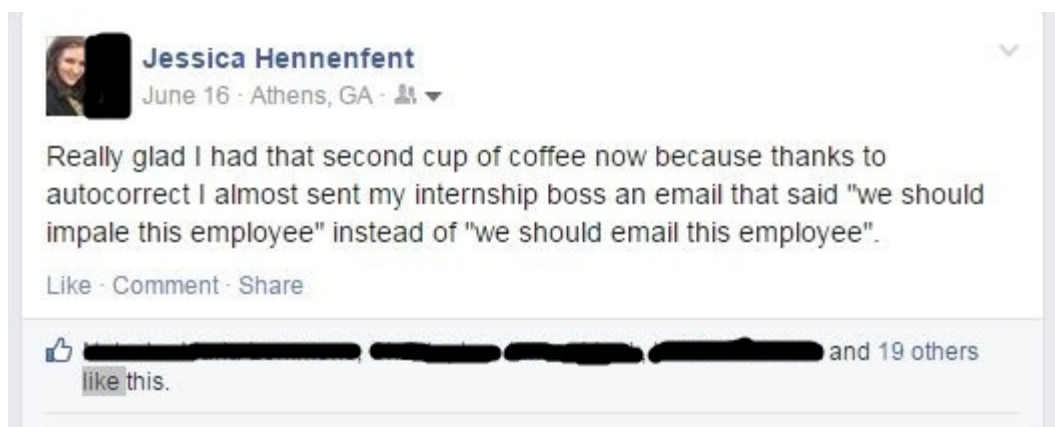 Jessica Hennenfent
June 16 · Athens, GA ·
Really glad I had that second cup of coffee now because thanks to
autocorrect I almost sent my internship boss an email that said "we should
impale this employee" instead of "we should email this employee".
Like · Comment · Share
and 19 others
like this.